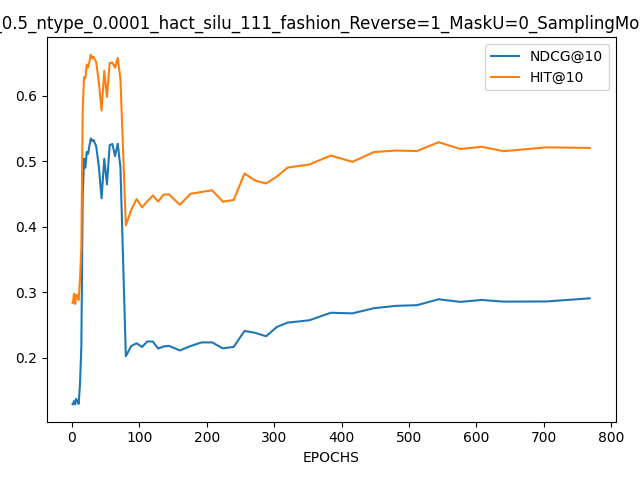 _0.5_ntype_0.0001_hact_silu_111_fashion_Reverse=1_MaskU=0_SamplingMo
NDCG@10
HIT@10
0.6
0.5
0.4
0.3
0.2
0 100 200 300 400 500 600 700 800
EPOCHS